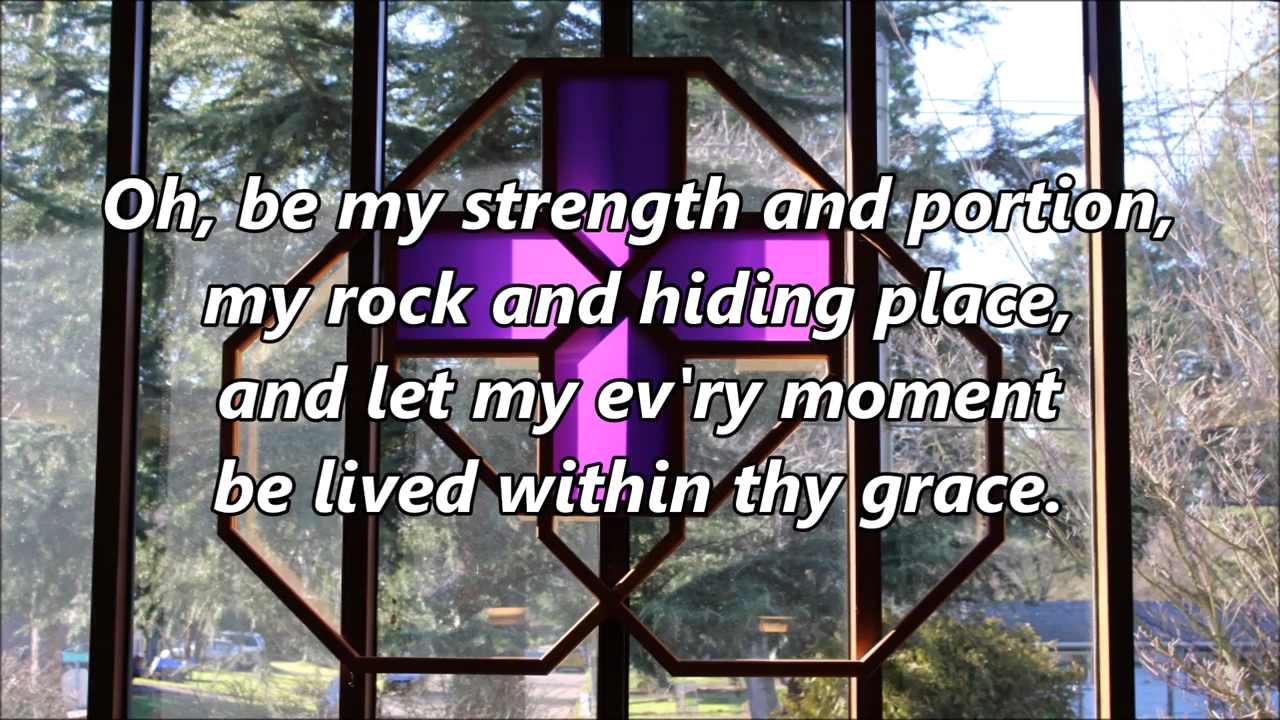 Oh, be my strength and portion,
my rock and hiding place,
and let my ev'ry moment
be lived within thy grace.